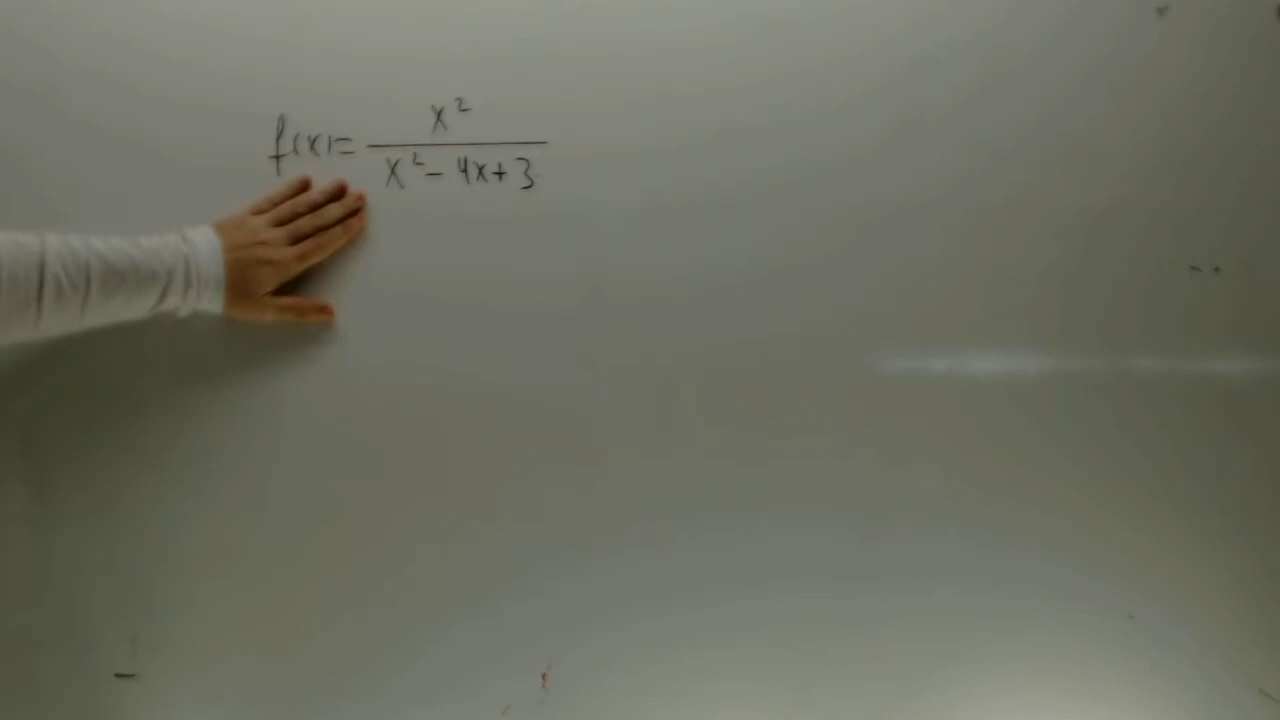 f(x) = x² / (x² - 4x + 3)